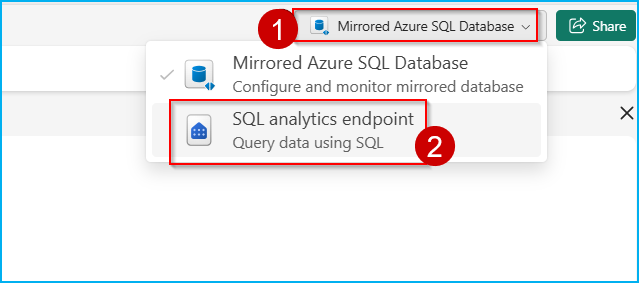 1
Mirrored Azure SQL Database
Share
Mirrored Azure SQL Database
Configure and monitor mirrored database
SQL analytics endpoint
Query data using SQL
2